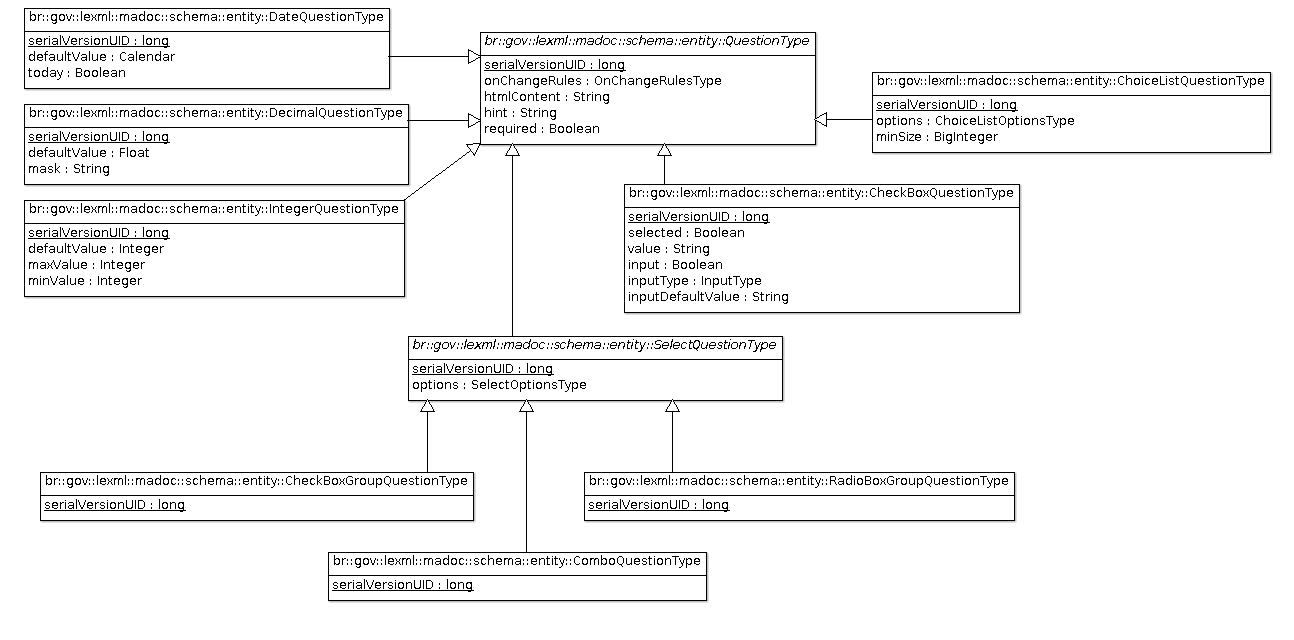 br::gov::lexml::madoc::schema::entity::DateQuestionType
serialVersionUID : long
defaultValue : Calendar
today : Boolean
br::gov::lexml::madoc::schema::entity::QuestionType
serialVersionUID : long
onChangeRules : OnChangeRulesType
htmlContent : String
hint : String
required : Boolean
br::gov::lexml::madoc::schema::entity::ChoiceListQuestionType
serialVersionUID : long
options : ChoiceListOptionsType
minSize : BigInteger
br::gov::lexml::madoc::schema::entity::DecimalQuestionType
serialVersionUID : long
defaultValue : Float
mask : String
br::gov::lexml::madoc::schema::entity::IntegerQuestionType
serialVersionUID : long
defaultValue : Integer
maxValue : Integer
minValue : Integer
br::gov::lexml::madoc::schema::entity::CheckBoxQuestionType
serialVersionUID : long
selected : Boolean
value : String
input : Boolean
inputType : InputType
inputDefaultValue : String
br::gov::lexml::madoc::schema::entity::SelectQuestionType
serialVersionUID : long
options : SelectOptionsType
br::gov::lexml::madoc::schema::entity::CheckBoxGroupQuestionType
serialVersionUID : long
br::gov::lexml::madoc::schema::entity::RadioBoxGroupQuestionType
serialVersionUID : long
br::gov::lexml::madoc::schema::entity::ComboQuestionType
serialVersionUID : long